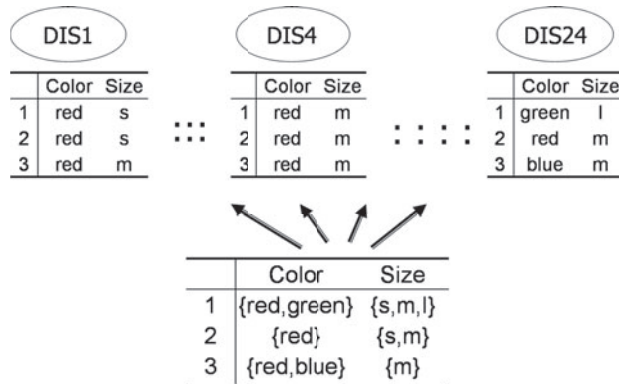 DIS1 DIS4 DIS24
Color Size Color Size Color Size
1 red s 1 red m 1 green l
2 red s 2 red m 2 red m
3 red m 3 red m 3 blue m
Color Size
1 {red,green} {s,m,l}
2 {red} {s,m}
3 {red,blue} {m}